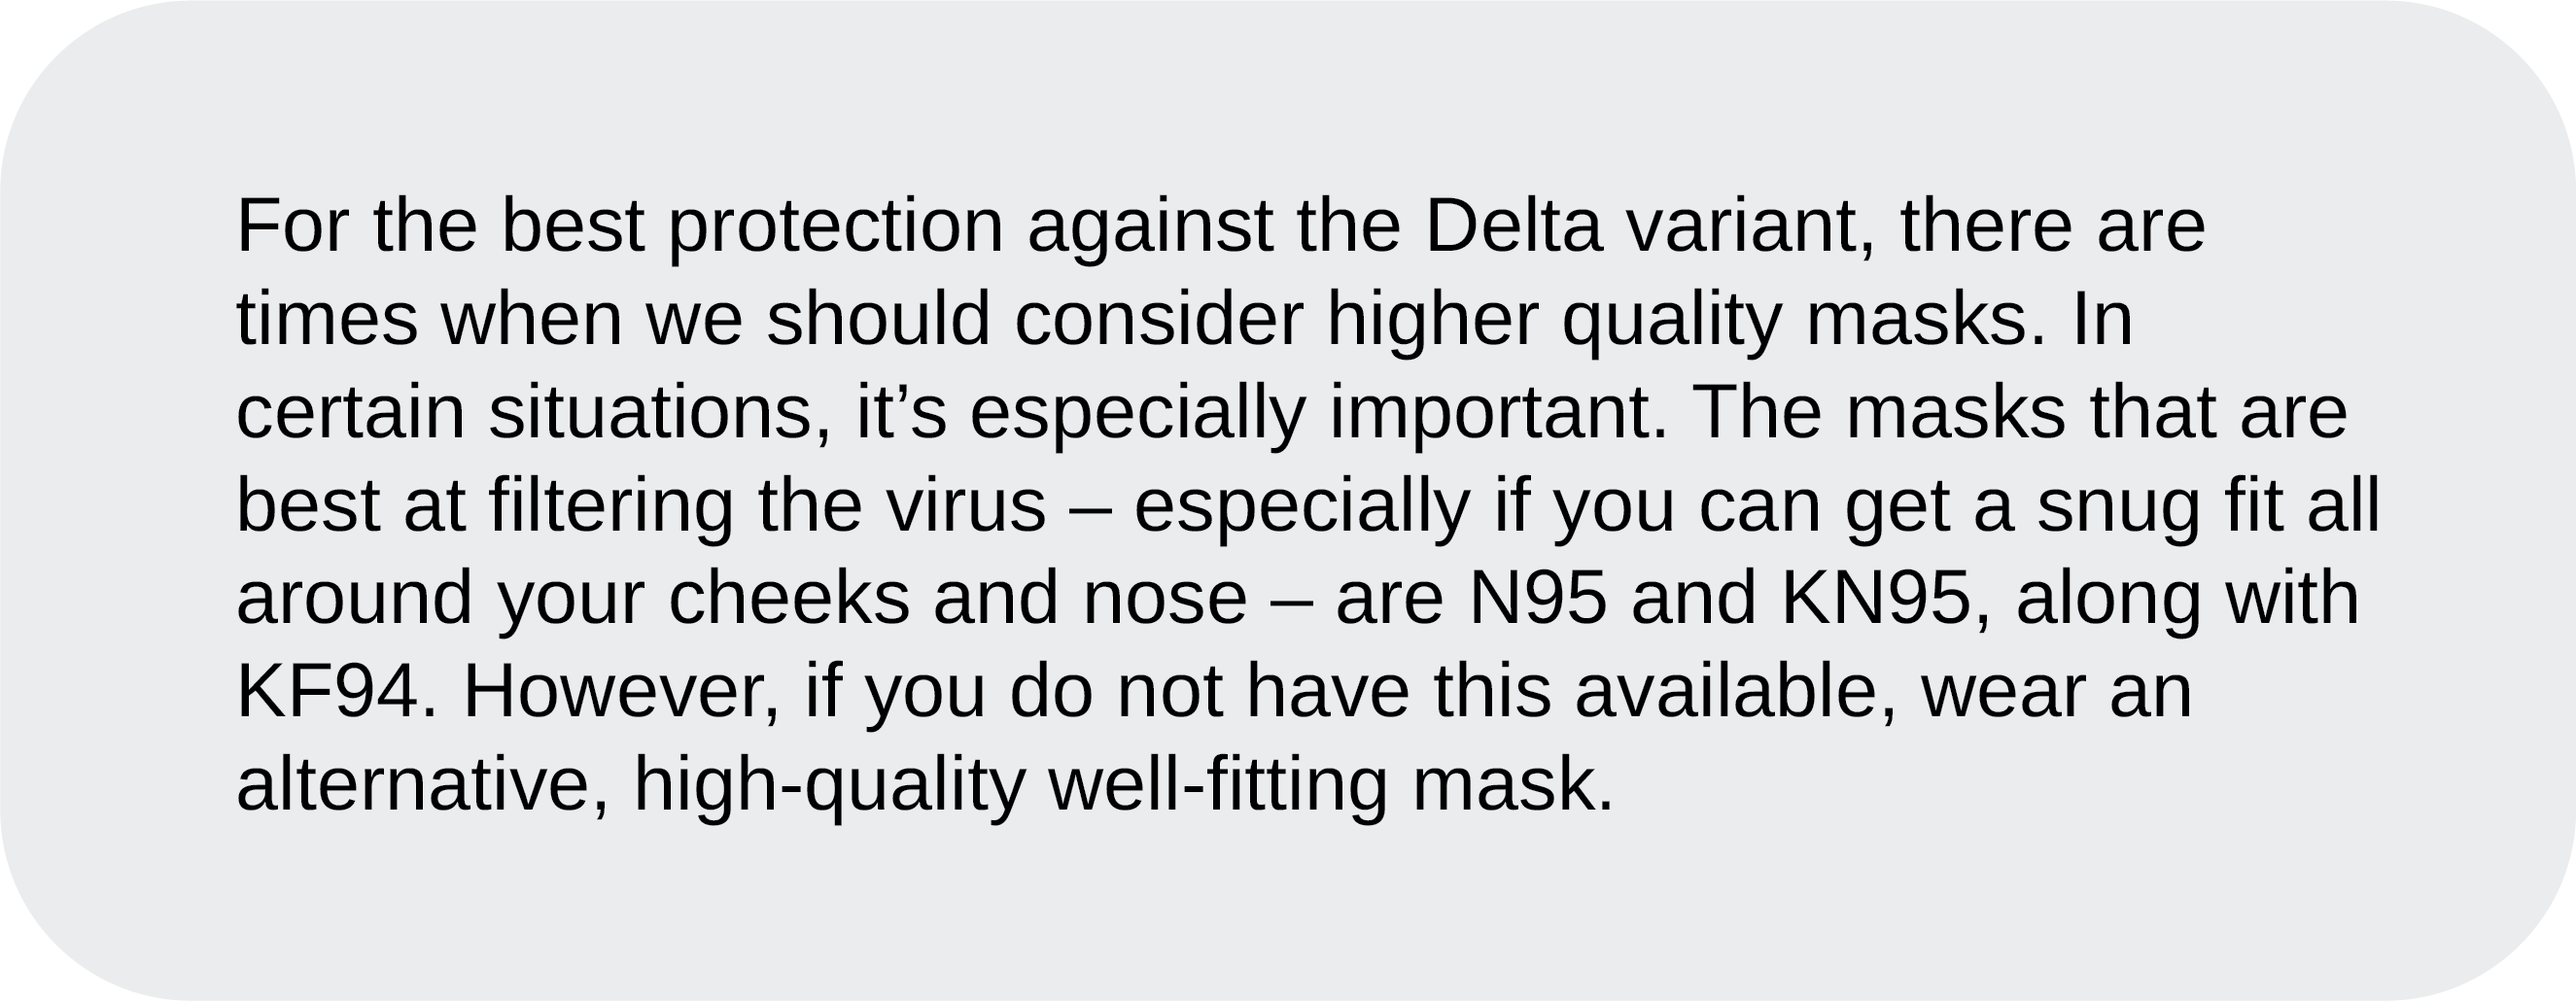 For the best protection against the Delta variant, there are
times when we should consider higher quality masks. In
certain situations, it’s especially important. The masks that are
best at filtering the virus – especially if you can get a snug fit all
around your cheeks and nose – are N95 and KN95, along with
KF94. However, if you do not have this available, wear an
alternative, high-quality well-fitting mask.